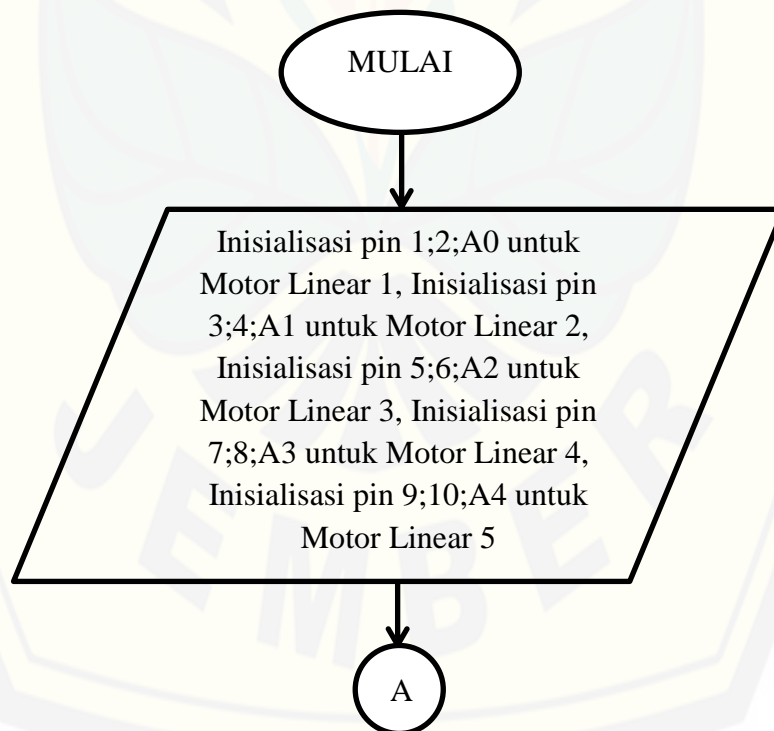 MULAI
Inisialisasi pin 1;2;A0 untuk
Motor Linear 1, Inisialisasi pin
3;4;A1 untuk Motor Linear 2,
Inisialisasi pin 5;6;A2 untuk
Motor Linear 3, Inisialisasi pin
7;8;A3 untuk Motor Linear 4,
Inisialisasi pin 9;10;A4 untuk
Motor Linear 5
JEMBER
A